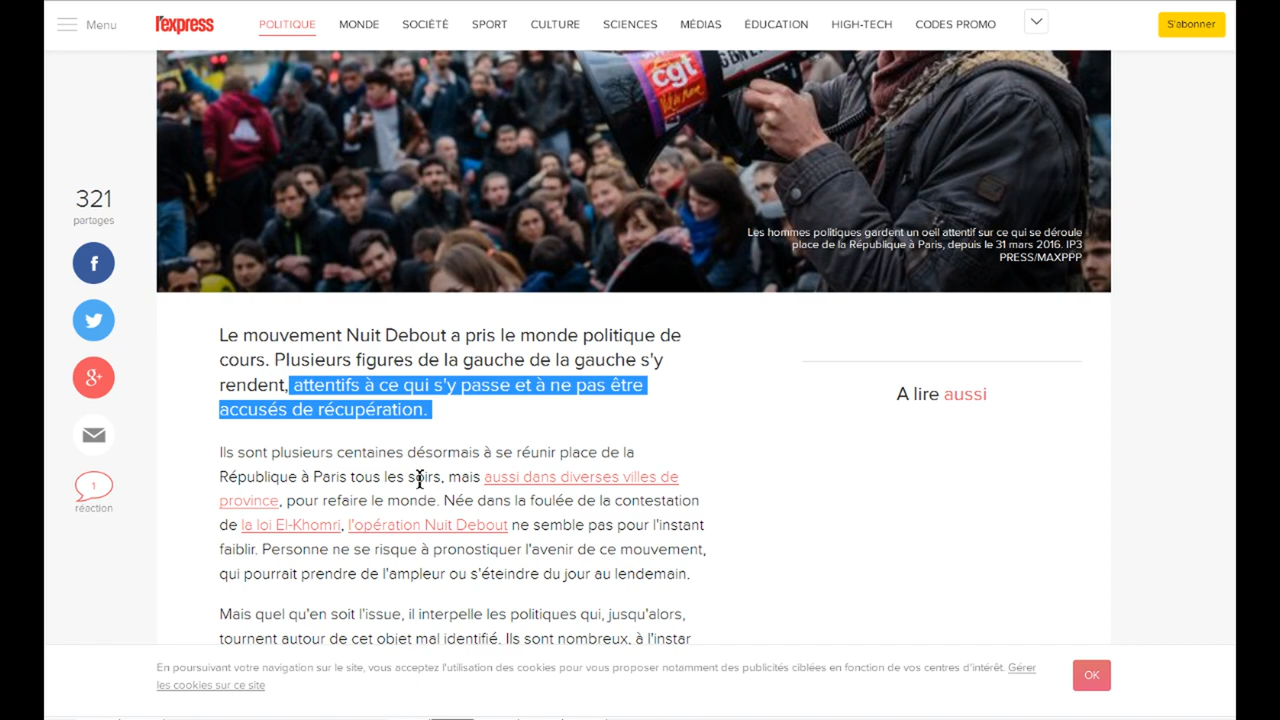 Menu
l'express
POLITIQUE
MONDE
SOCIÉTÉ
SPORT
CULTURE
SCIENCES
MÉDIAS
ÉDUCATION
HIGH-TECH
CODES PROMO
S'abonner
cgt
Les hommes politiques gardent un oeil attentif sur ce qui se déroule
place de la République à Paris, depuis le 31 mars 2016. IP3
PRESS/MAXPPP
321
partages
f
g+
1
réaction
Le mouvement Nuit Debout a pris le monde politique de
cours. Plusieurs figures de la gauche de la gauche s'y
rendent, attentifs à ce qui s'y passe et à ne pas être
accusés de récupération.
A lire aussi
Ils sont plusieurs centaines désormais à se réunir place de la
République à Paris tous les soirs, mais aussi dans diverses villes de
province, pour refaire le monde. Née dans la foulée de la contestation
de la loi El-Khomri, l'opération Nuit Debout ne semble pas pour l'instant
faiblir. Personne ne se risque à pronostiquer l'avenir de ce mouvement,
qui pourrait prendre de l'ampleur ou s'éteindre du jour au lendemain.
Mais quel qu'en soit l'issue, il interpelle les politiques qui, jusqu'alors,
tournent autour de cet objet mal identifié. Ils sont nombreux, à l'instar
En poursuivant votre navigation sur le site, vous acceptez l'utilisation des cookies pour vous proposer notamment des publicités ciblées en fonction de vos centres d'intérêt. Gérer
les cookies sur ce site
OK